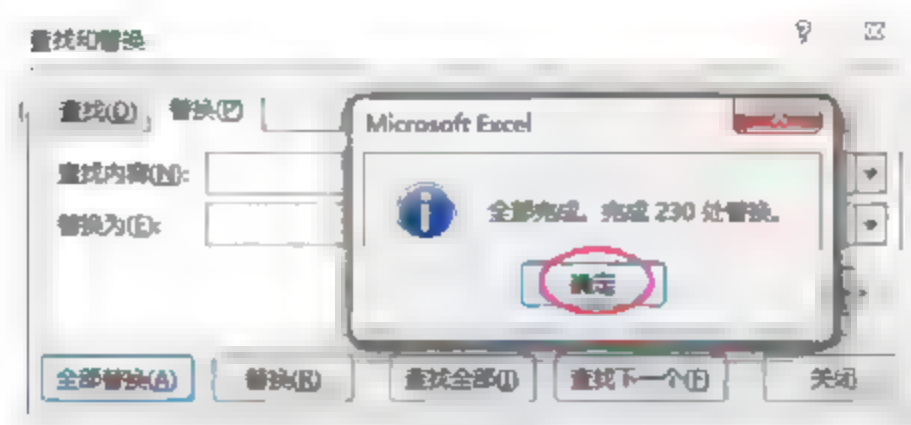 查找和替换
查找(D) 替换(P)
Microsoft Excel
查找内容(N):
全部完成。完成 230 处替换。
替换为(E):
确定
全部替换(A) 替换(R) 查找全部(I) 查找下一个(F) 关闭